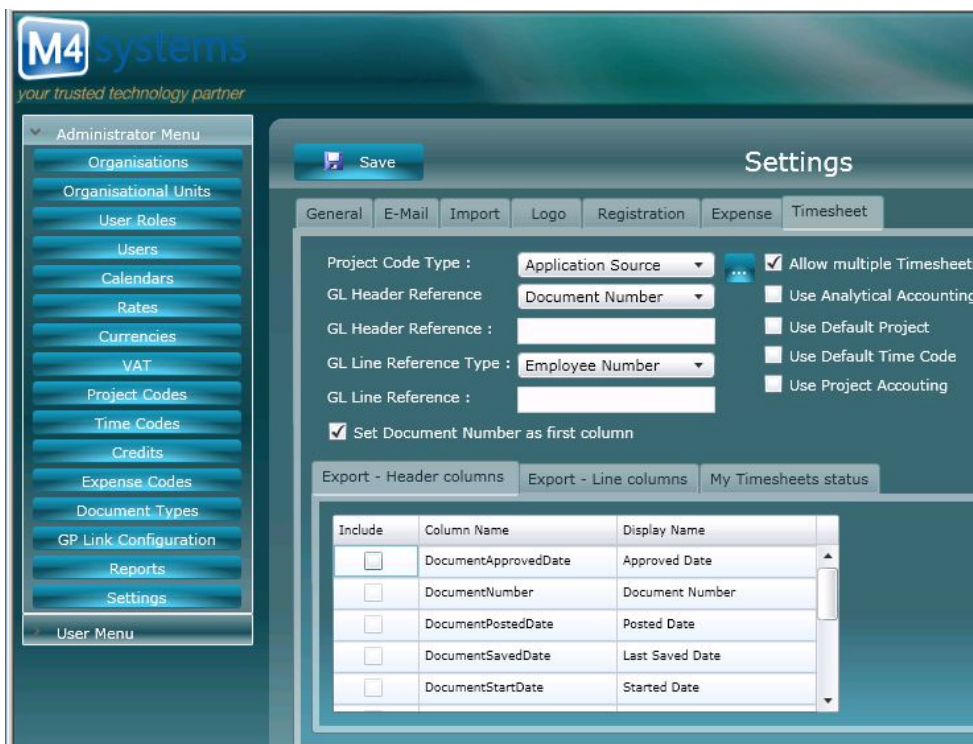 M4 systems
your trusted technology partner
Administrator Menu
Organisations
Organisational Units
User Roles
Users
Calendars
Rates
Currencies
VAT
Project Codes
Time Codes
Credits
Expense Codes
Document Types
GP Link Configuration
Reports
Settings
User Menu
Save
Settings
General E-Mail Import Logo Registration Expense Timesheet
Project Code Type : Application Source ... Allow multiple Timesheet
GL Header Reference Document Number Use Analytical Accounting
GL Header Reference : Use Default Project
GL Line Reference Type : Employee Number Use Default Time Code
GL Line Reference : Use Project Accouting
Set Document Number as first column
Export - Header columns Export - Line columns My Timesheets status
Include Column Name Display Name
DocumentApprovedDate Approved Date
DocumentNumber Document Number
DocumentPostedDate Posted Date
DocumentSavedDate Last Saved Date
DocumentStartDate Started Date